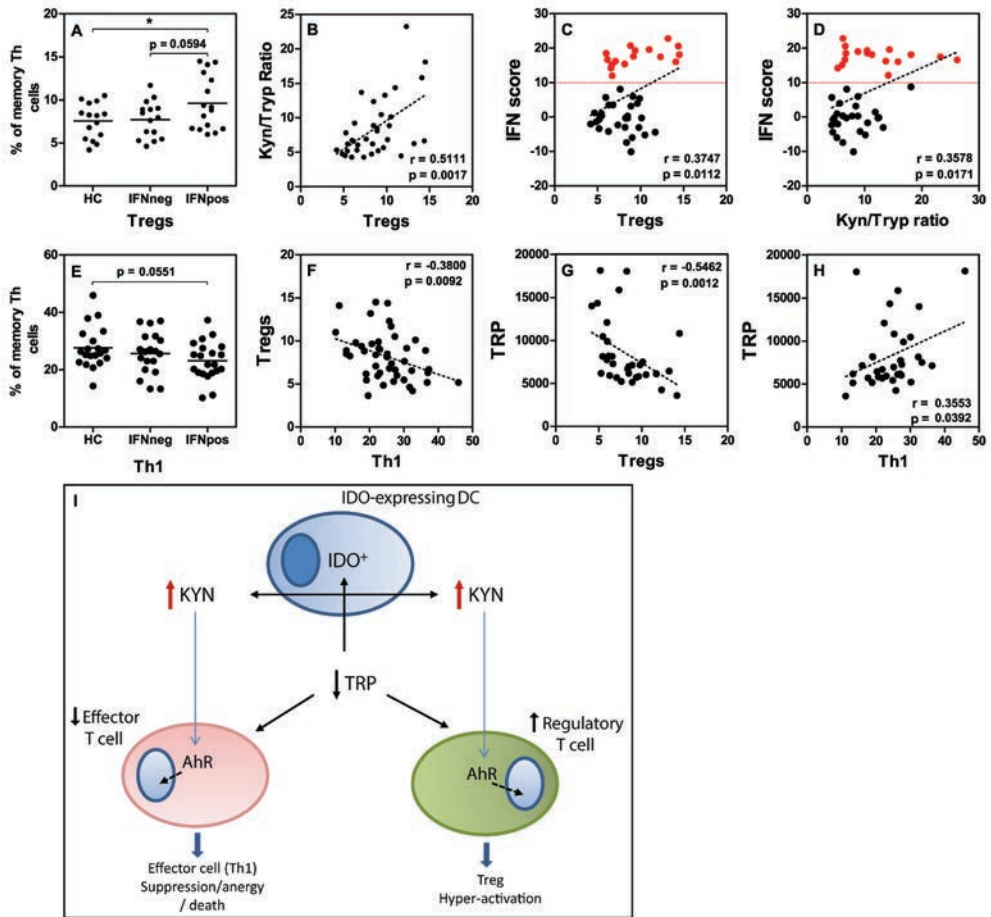 A
% of memory Th
cells
20
15
10
5
0
*
p = 0.0594
HC
IFNneg
IFNpos
Tregs
B
Kyn/Tryp Ratio
25
20
15
10
5
0
0
5
10
15
20
r = 0.5111
p = 0.0017
Tregs
C
IFN score
30
20
10
0
-10
-20
0
5
10
15
20
r = 0.3747
p = 0.0112
Tregs
D
IFN score
30
20
10
0
-10
-20
0
10
20
30
r = 0.3578
p = 0.0171
Kyn/Tryp ratio
E
% of memory Th
cells
60
40
20
0
p = 0.0551
HC
IFNneg
IFNpos
Th1
F
Tregs
20
15
10
5
0
0
10
20
30
40
50
r = -0.3800
p = 0.0092
Th1
G
TRP
20000
15000
10000
5000
0
0
5
10
15
20
r = -0.5462
p = 0.0012
Tregs
H
TRP
20000
15000
10000
5000
0
0
10
20
30
40
50
r = 0.3553
p = 0.0392
Th1
I
IDO-expressing DC
IDO+
KYN
KYN
TRP
Effector
T cell
Regulatory
T cell
AhR
AhR
Effector cell (Th1)
Suppression/anergy
/ death
Treg
Hyper-activation